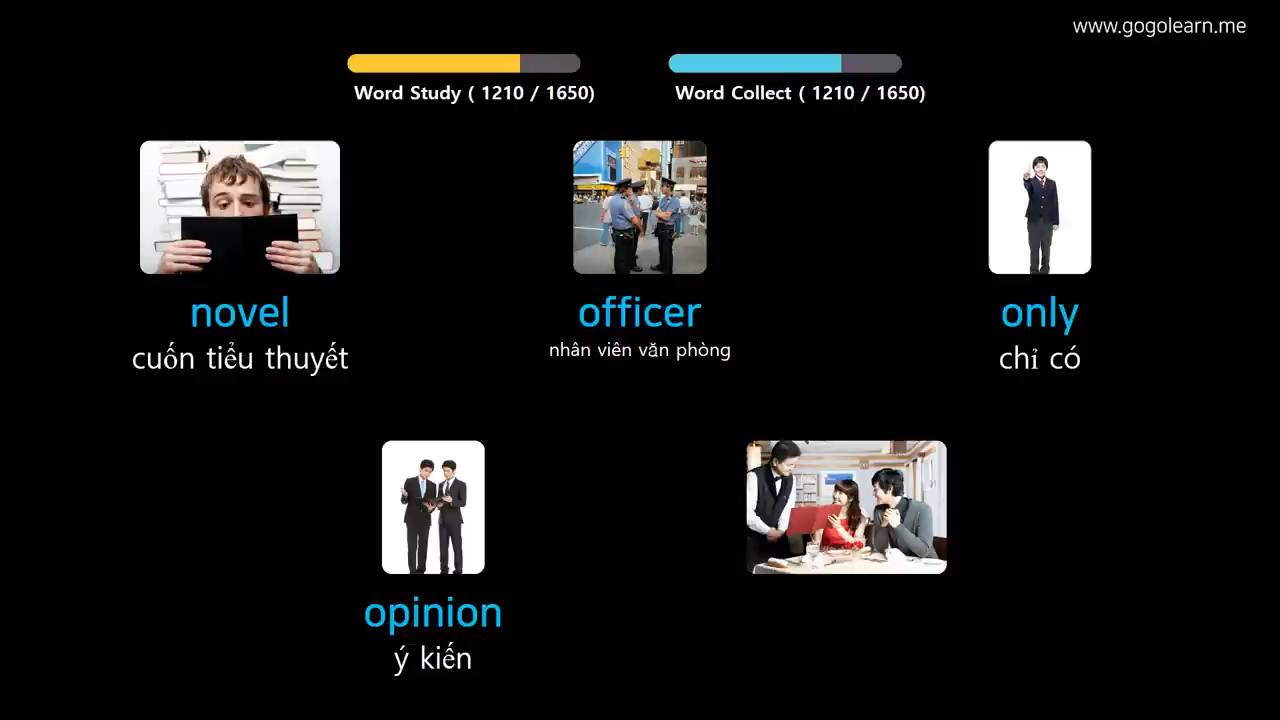 www.gogolearn.me
Word Study ( 1210 / 1650)
Word Collect ( 1210 / 1650)
novel
cuốn tiểu thuyết
officer
nhân viên văn phòng
only
chỉ có
opinion
ý kiến